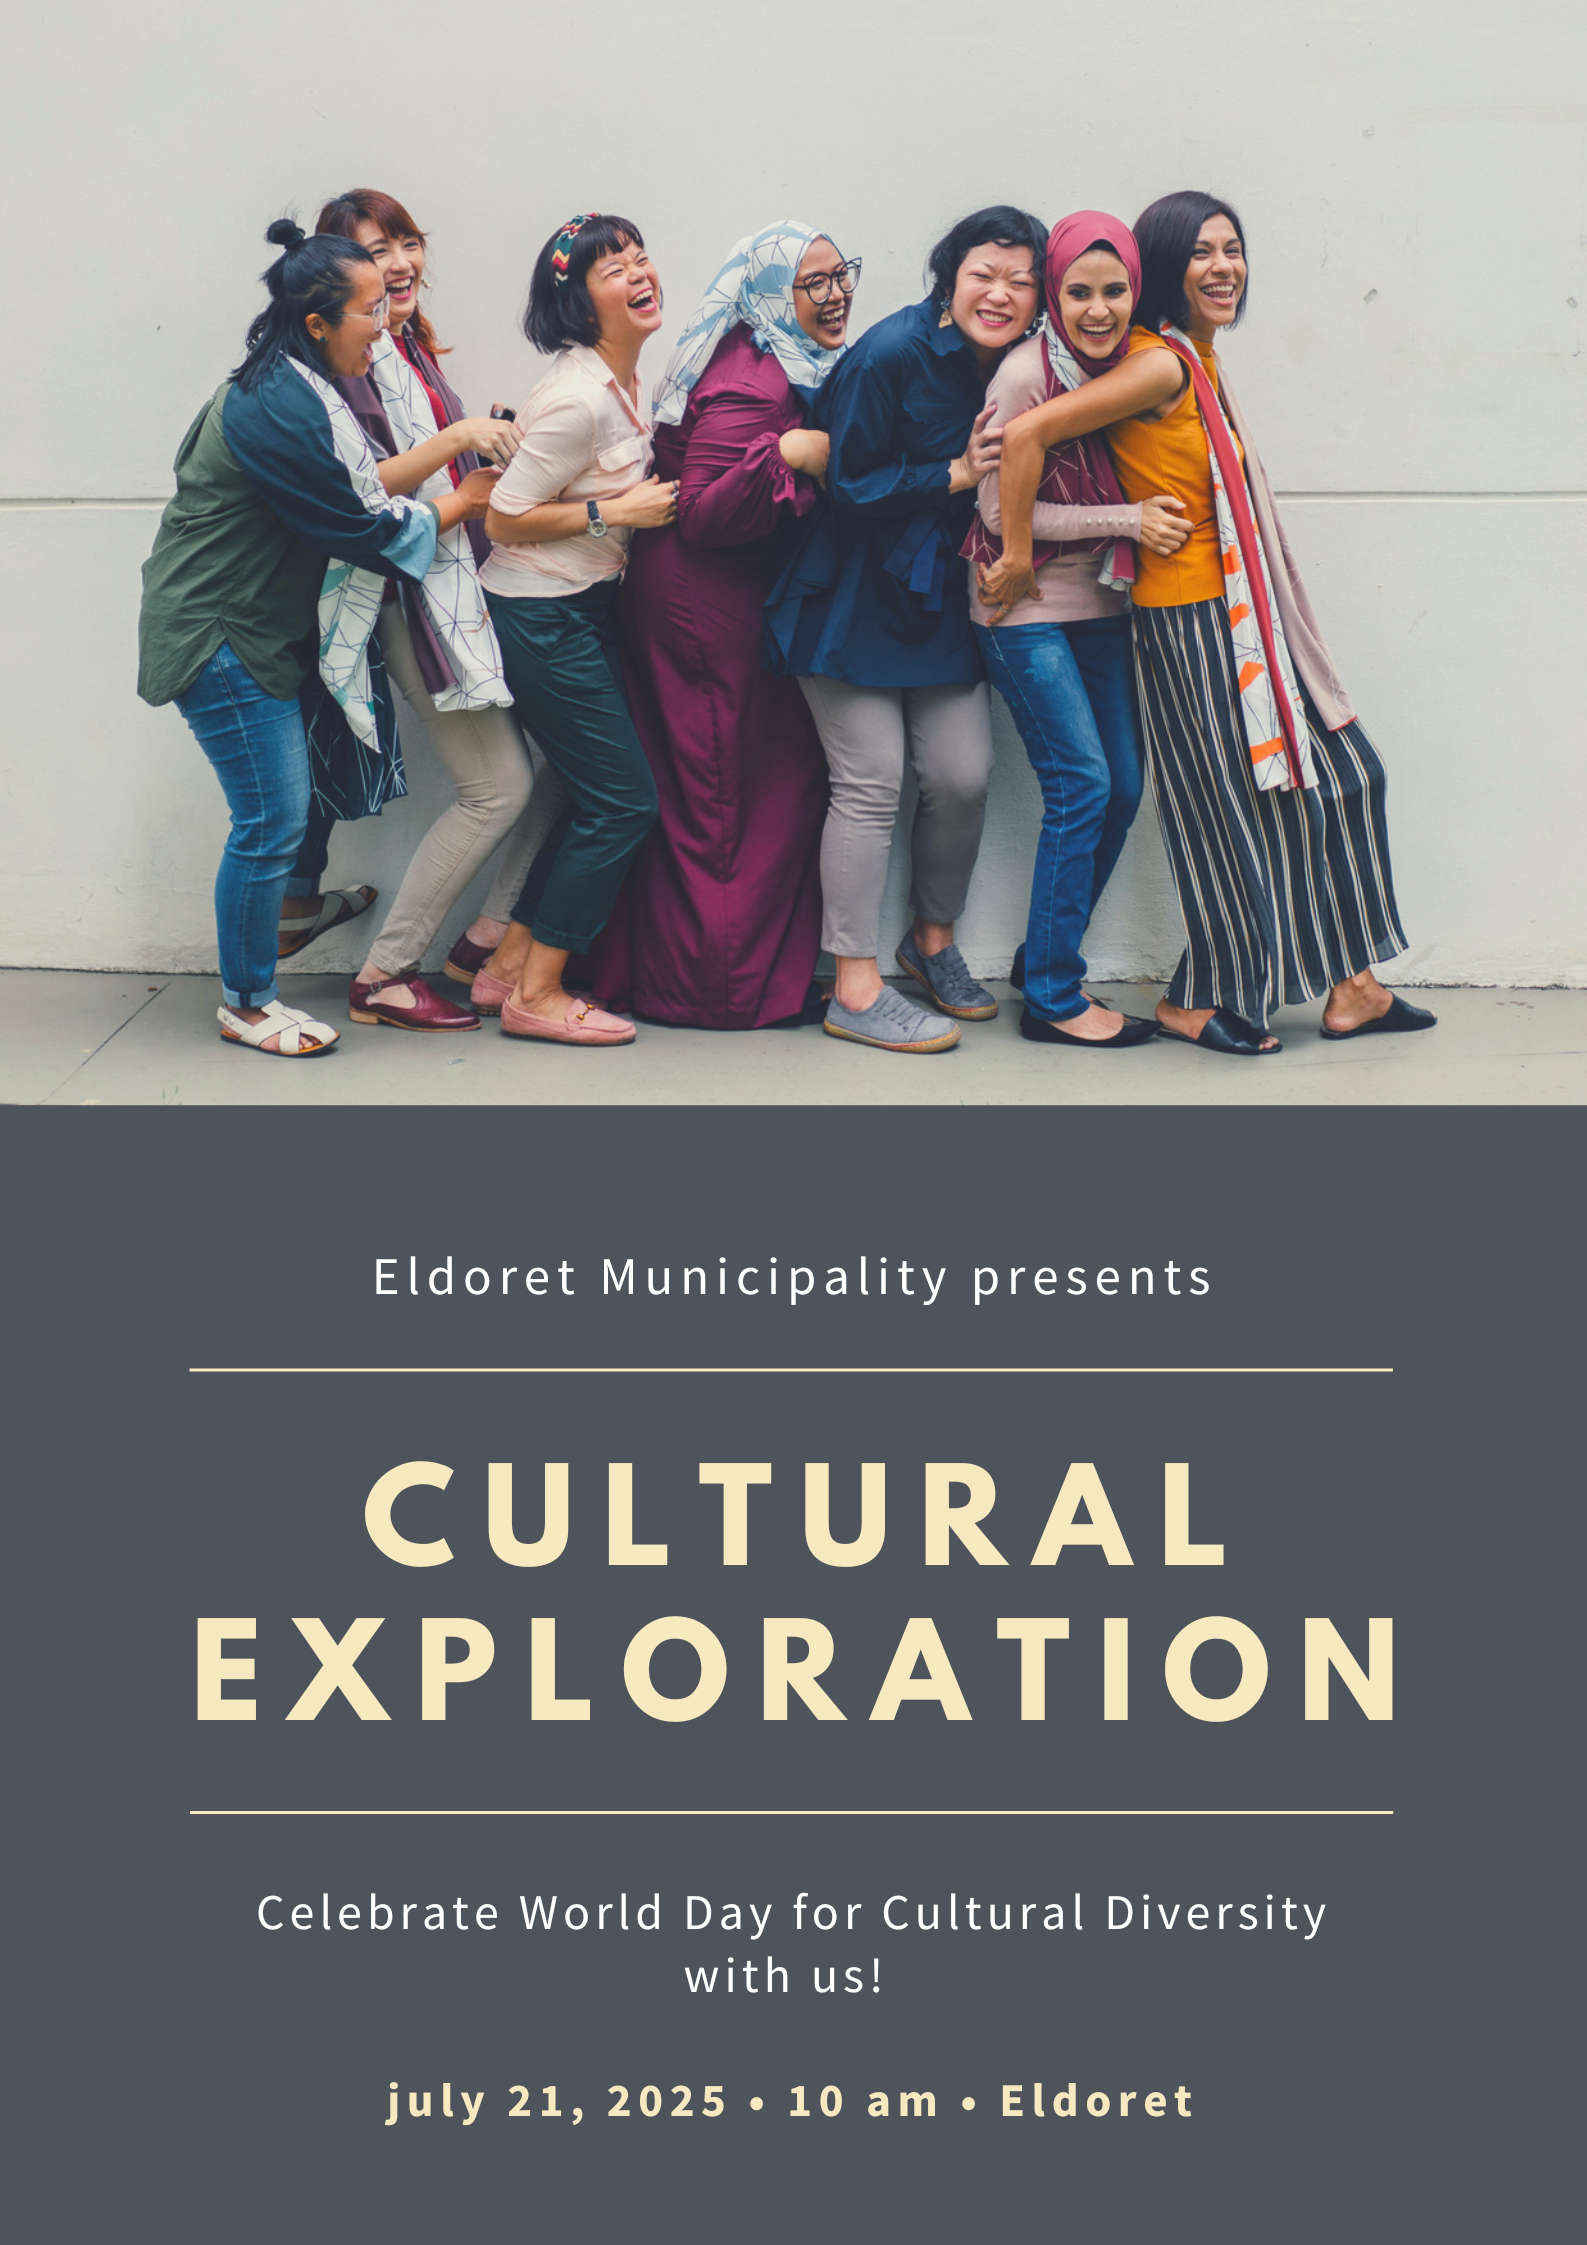 Eldoret Municipality presents
CULTURAL
EXPLORATION
Celebrate World Day for Cultural Diversity
with us!
july 21, 2025 • 10 am • Eldoret